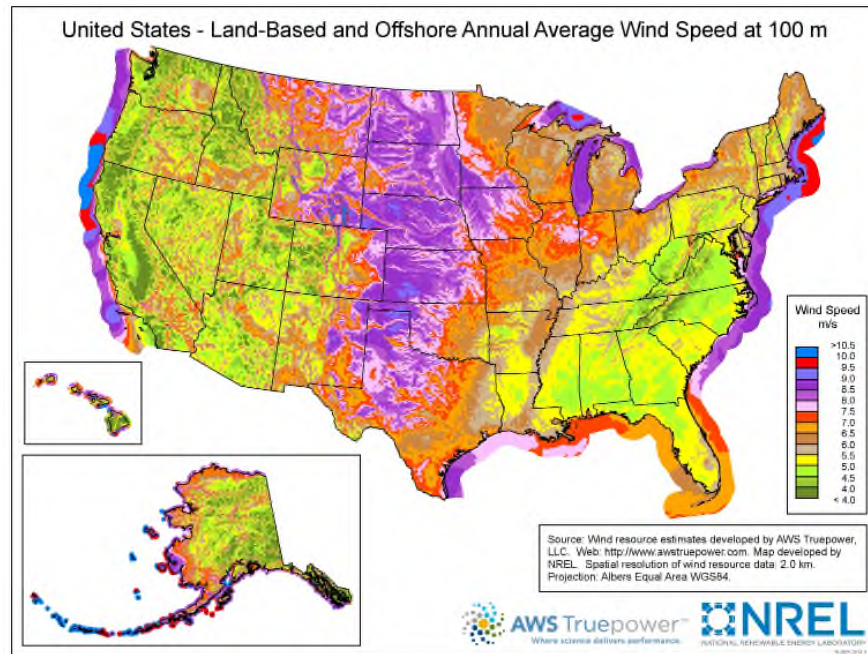 United States - Land-Based and Offshore Annual Average Wind Speed at 100 m
Wind Speed
m/s
>10.5
10.0
9.5
9.0
8.5
8.0
7.5
7.0
6.5
6.0
5.5
5.0
4.5
4.0
< 4.0
Source: Wind resource estimates developed by AWS Truepower,
LLC. Web: http://www.awstruepower.com. Map developed by
NREL. Spatial resolution of wind resource data: 2.0 km.
Projection: Albers Equal Area WGS84.
AWS Truepower™
Where science delivers performance.
NREL
NATIONAL RENEWABLE ENERGY LABORATORY